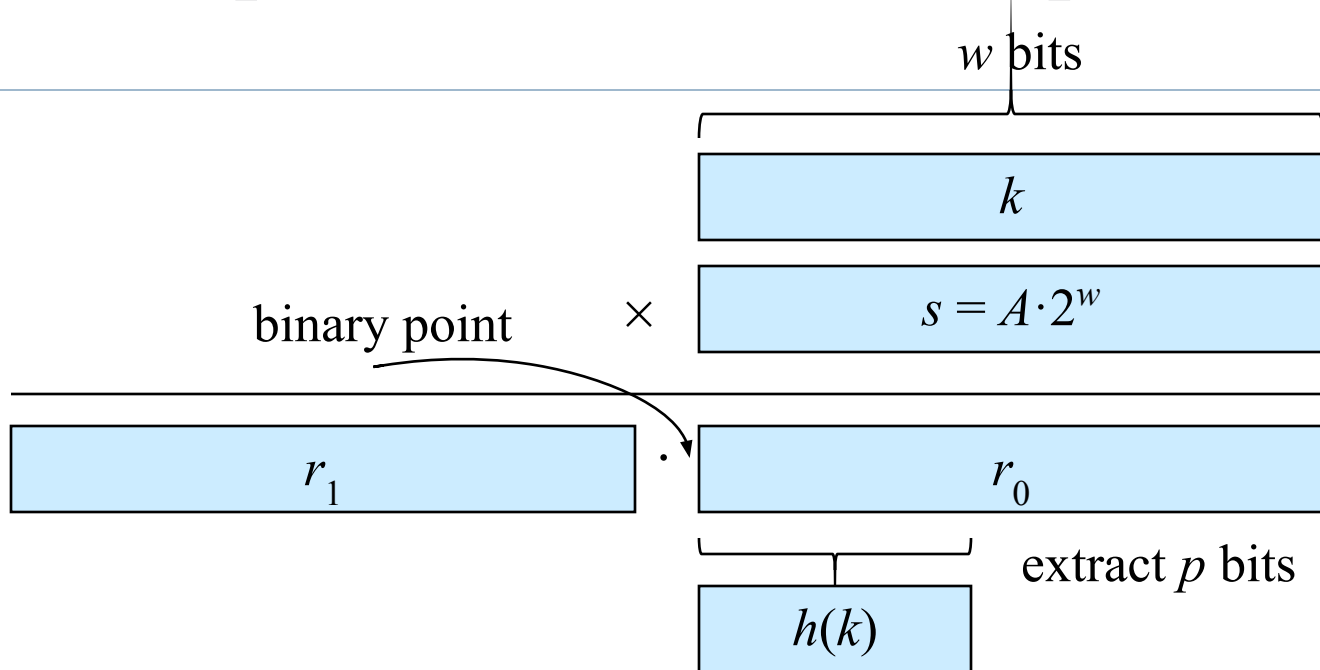 w bits
k
binary point × s = A·2^w
r_1 . r_0
extract p bits
h(k)